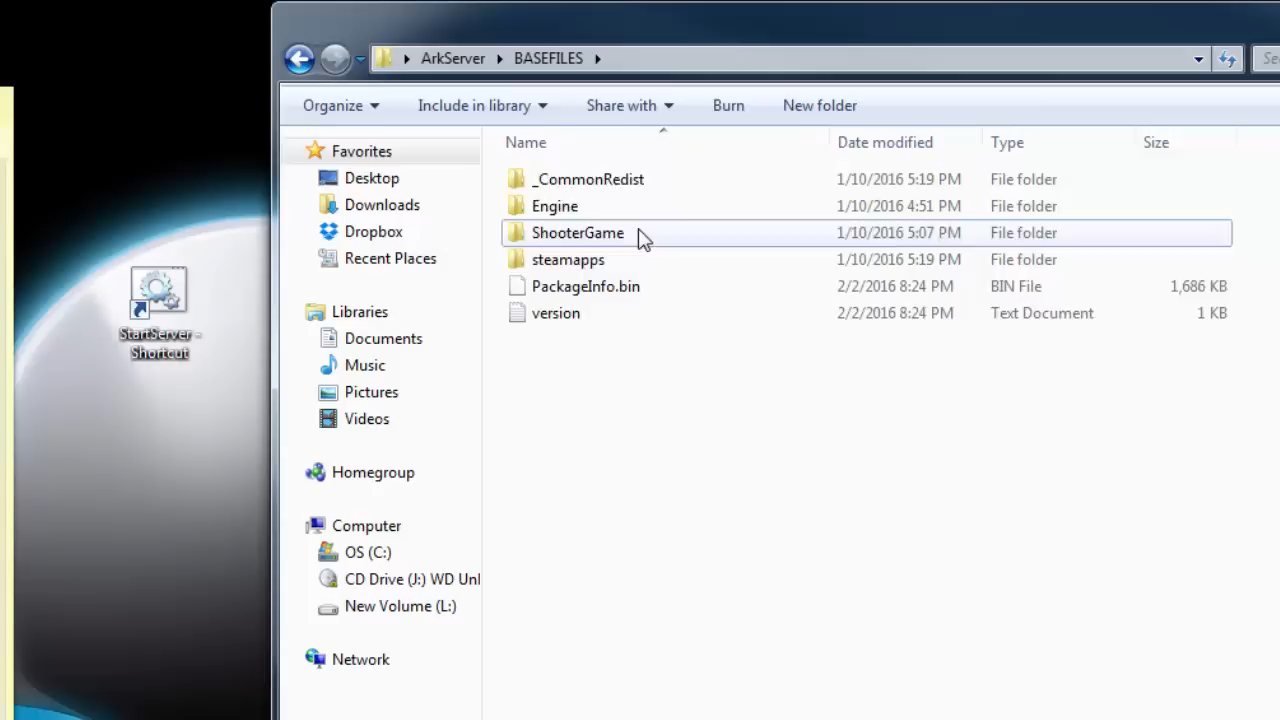 ArkServer BASEFILES
Organize Include in library Share with Burn New folder
Name Date modified Type Size
Favorites
Desktop
Downloads
Dropbox
Recent Places
Libraries
Documents
Music
Pictures
Videos
Homegroup
Computer
OS (C:)
CD Drive (J:) WD Unl
New Volume (L:)
Network
_CommonRedist 1/10/2016 5:19 PM File folder
Engine 1/10/2016 4:51 PM File folder
ShooterGame 1/10/2016 5:07 PM File folder
steamapps 1/10/2016 5:19 PM File folder
PackageInfo.bin 2/2/2016 8:24 PM BIN File 1,686 KB
version 2/2/2016 8:24 PM Text Document 1 KB
StartServer -
Shortcut